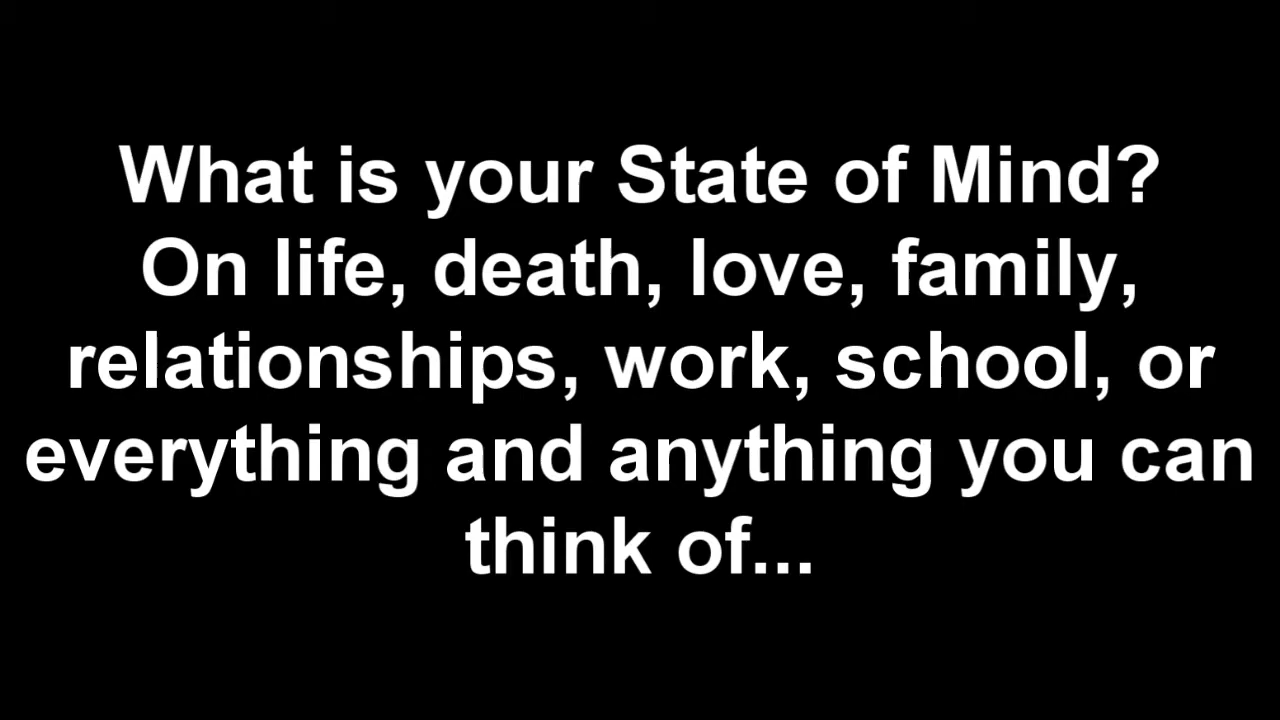 What is your State of Mind?
On life, death, love, family,
relationships, work, school, or
everything and anything you can
think of...